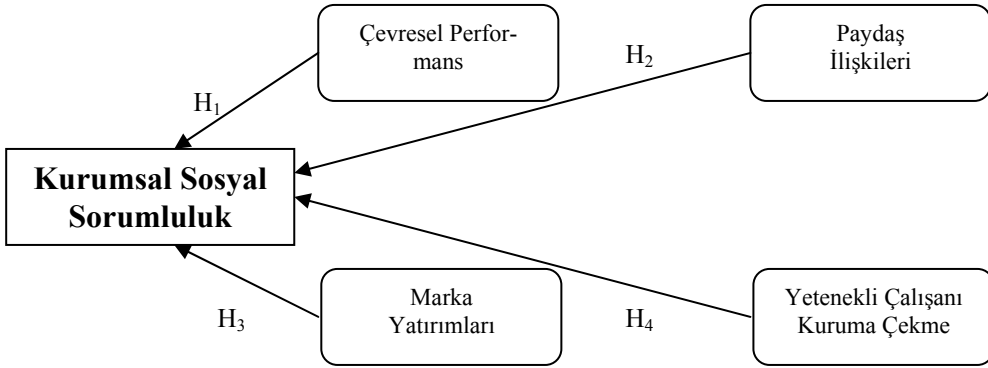 Çevresel Perfor-
mans
Paydaş
İlişkileri
H₂
H₁
Kurumsal Sosyal
Sorumluluk
Marka
Yatırımları
Yetenekli Çalışanı
Kuruma Çekme
H₃
H₄